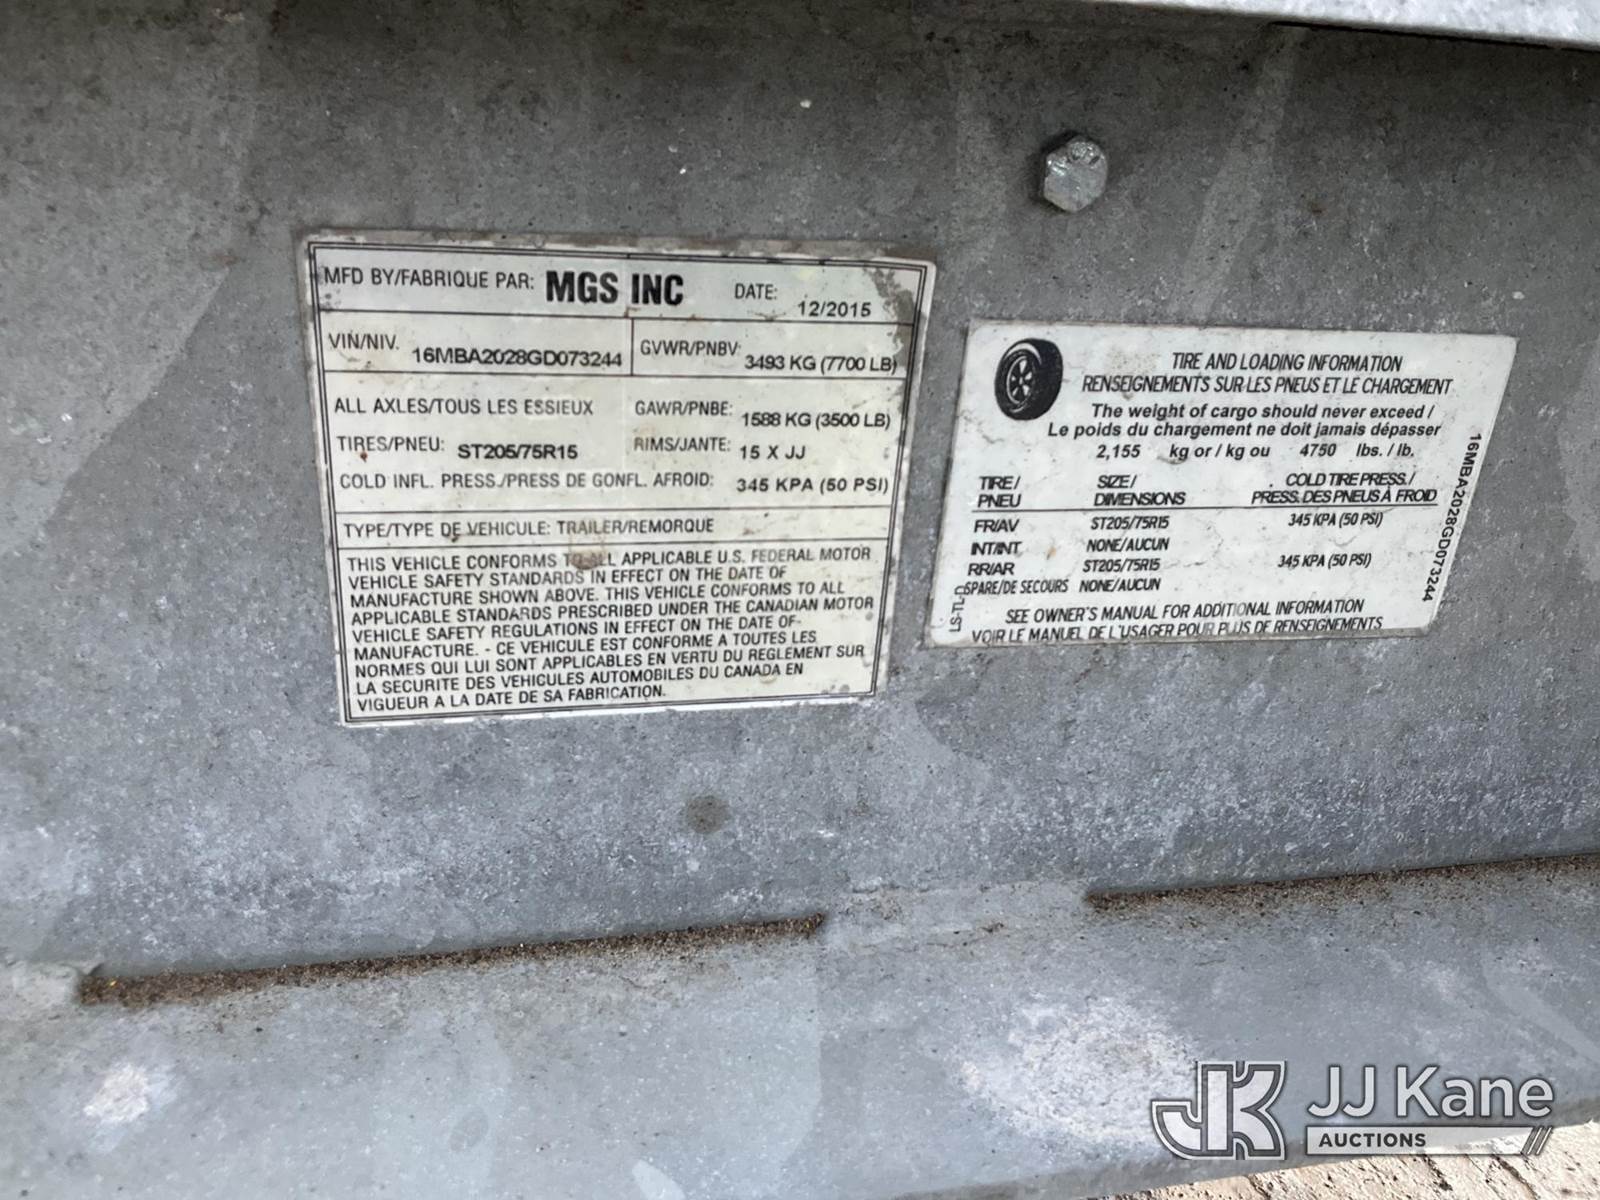 MFD BY/FABRIQUE PAR: MGS INC DATE: 12/2015
VIN/NIV. 16MBA2028GD073244 GVWR/PNBV: 3493 KG (7700 LB)
ALL AXLES/TOUS LES ESSIEUX GAWR/PNBE: 1588 KG (3500 LB)
TIRES/PNEU: ST205/75R15 RIMS/JANTE: 15 X JJ
COLD INFL. PRESS./PRESS DE GONFL. AFROID: 345 KPA (50 PSI)
TYPE/TYPE DE VEHICULE: TRAILER/REMORQUE
THIS VEHICLE CONFORMS TO ALL APPLICABLE U.S. FEDERAL MOTOR
VEHICLE SAFETY STANDARDS IN EFFECT ON THE DATE OF
MANUFACTURE SHOWN ABOVE. THIS VEHICLE CONFORMS TO ALL
APPLICABLE STANDARDS PRESCRIBED UNDER THE CANADIAN MOTOR
VEHICLE SAFETY REGULATIONS IN EFFECT ON THE DATE OF
MANUFACTURE. - CE VEHICULE EST CONFORME A TOUTES LES
NORMES QUI LUI SONT APPLICABLES EN VERTU DU REGLEMENT SUR
LA SECURITE DES VEHICULES AUTOMOBILES DU CANADA EN
VIGUEUR A LA DATE DE SA FABRICATION.
TIRE AND LOADING INFORMATION
RENSEIGNEMENTS SUR LES PNEUS ET LE CHARGEMENT
The weight of cargo should never exceed /
Le poids du chargement ne doit jamais dépasser
2,155 kg or / kg ou 4750 lbs. / lb.
TIRE / SIZE / COLD TIRE PRESS. /
PNEU DIMENSIONS PRESS. DES PNEUS À FROID
FR/AV ST205/75R15 345 KPA (50 PSI)
INT/INT NONE/AUCUN
RR/AR ST205/75R15 345 KPA (50 PSI)
SPARE/DE SECOURS NONE/AUCUN
SEE OWNER'S MANUAL FOR ADDITIONAL INFORMATION
VOIR LE MANUEL DE L'USAGER POUR PLUS DE RENSEIGNEMENTS
LS-TL-D
16MBA2028GD073244
JK JJ Kane
AUCTIONS